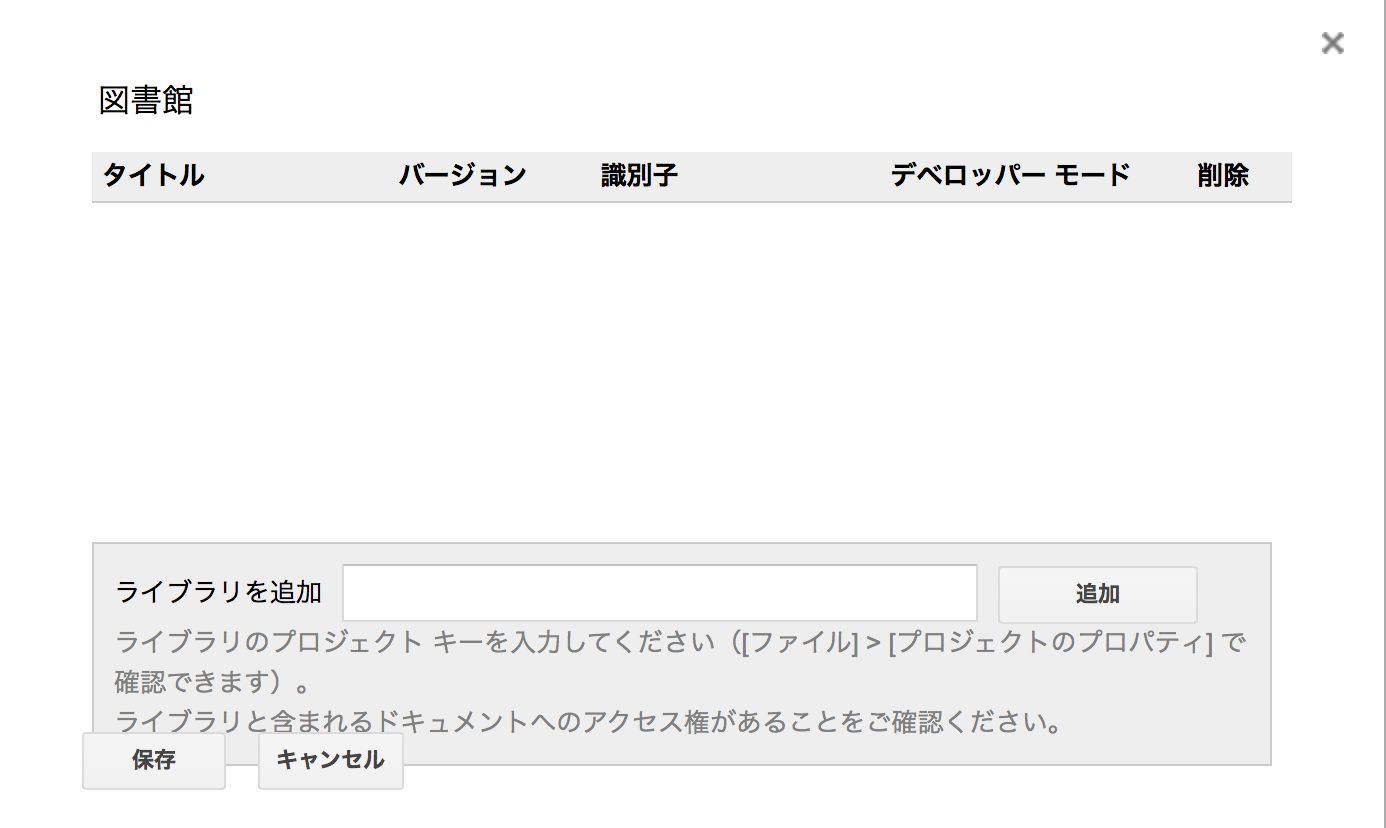 図書館
タイトル バージョン 識別子 デベロッパー モード 削除
ライブラリを追加 追加
ライブラリのプロジェクト キーを入力してください（[ファイル] > [プロジェクトのプロパティ] で
確認できます）。
ライブラリと含まれるドキュメントへのアクセス権があることをご確認ください。
保存 キャンセル